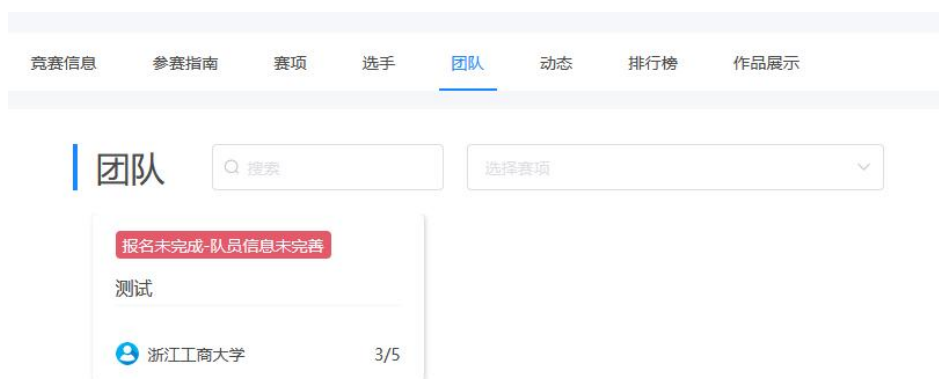 竞赛信息 参赛指南 赛项 选手 团队 动态 排行榜 作品展示
团队 搜索 选择赛项
报名未完成-队员信息未完善
测试
浙江工商大学 3/5